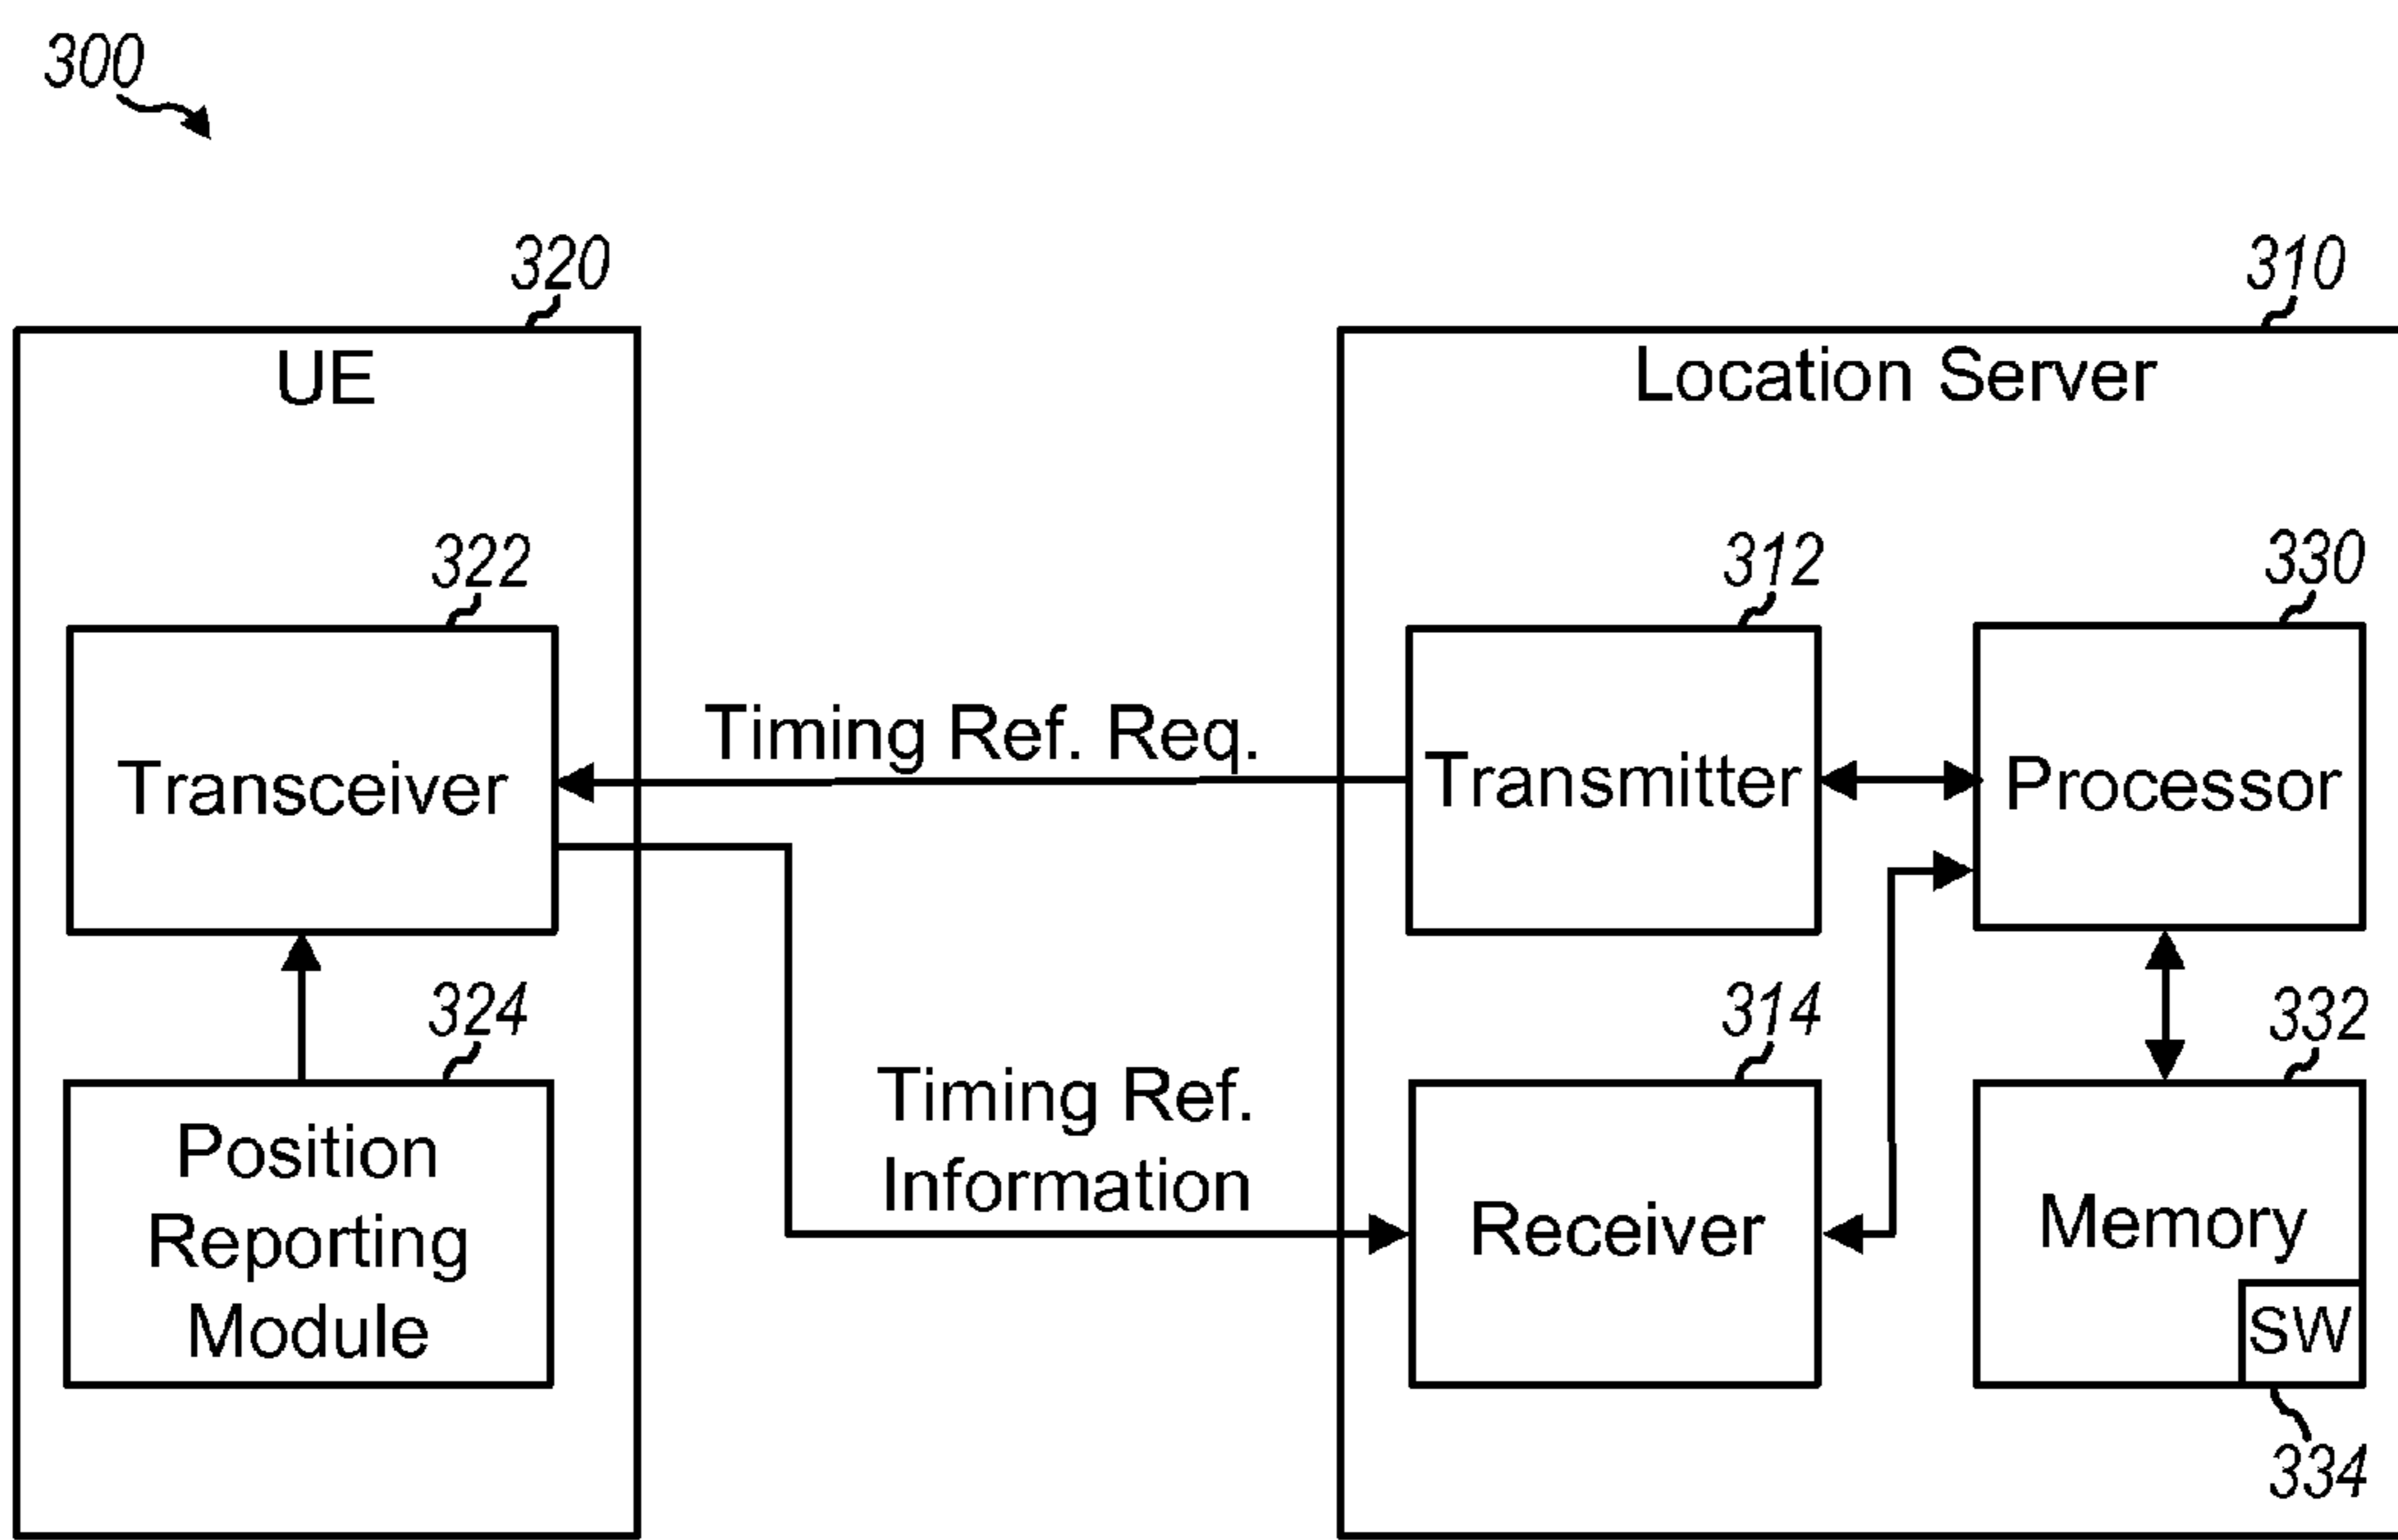 300
320
310
UE
Location Server
322
312
330
Timing Ref. Req.
Transceiver
Transmitter
Processor
324
314
332
Timing Ref.
Information
Position
Reporting
Module
Receiver
Memory
SW
334